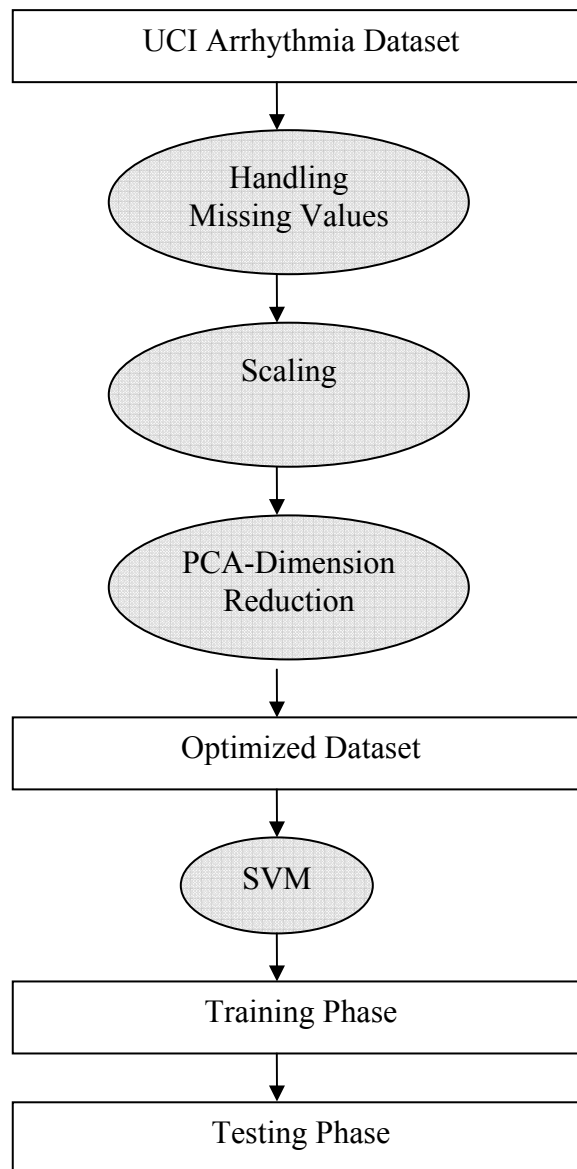 UCI Arrhythmia Dataset
Handling
Missing Values
Scaling
PCA-Dimension
Reduction
Optimized Dataset
SVM
Training Phase
Testing Phase